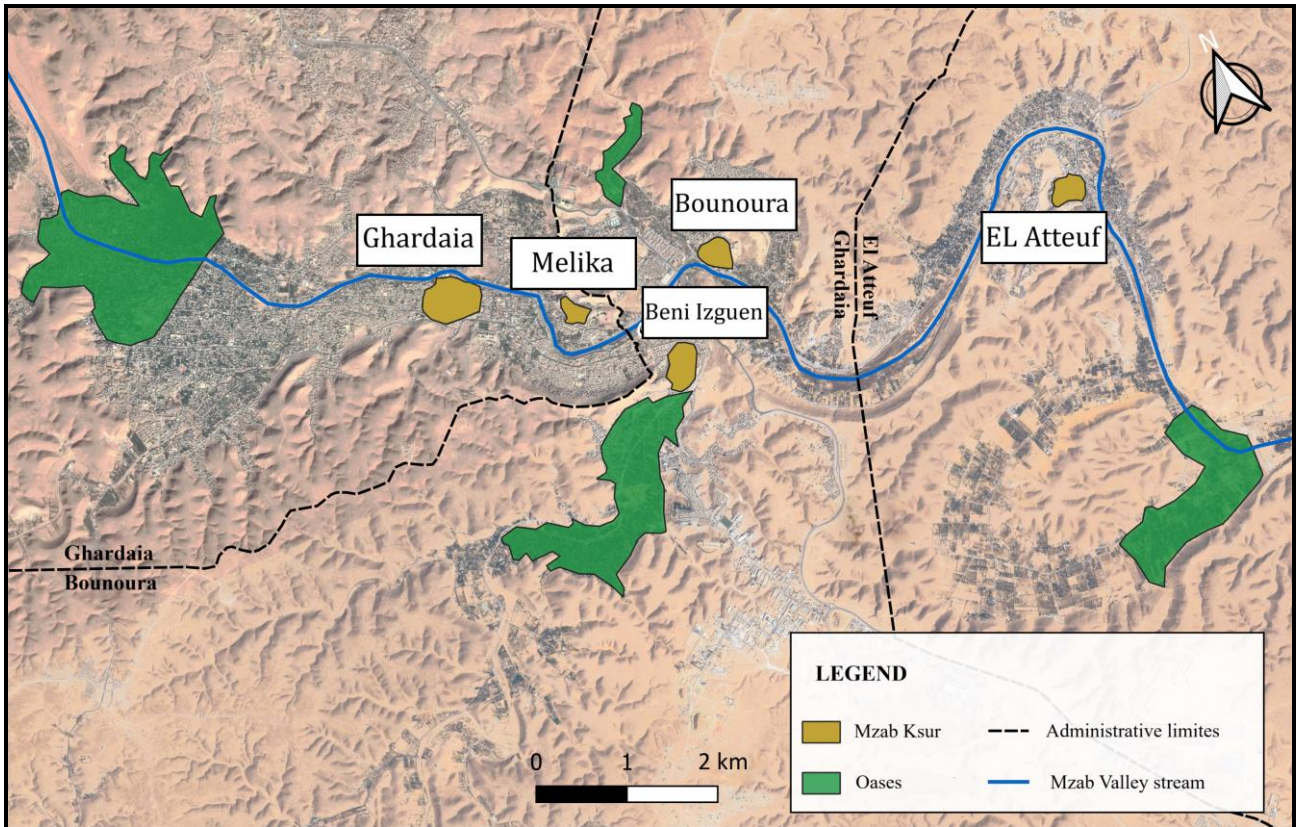 N
Bounoura
Ghardaia
EL Atteuf
Melika
El Atteuf
Ghardaia
Beni Izguen
Ghardaia
Bounoura
LEGEND
Mzab Ksur
Administrative limites
Oases
Mzab Valley stream
0 1 2 km